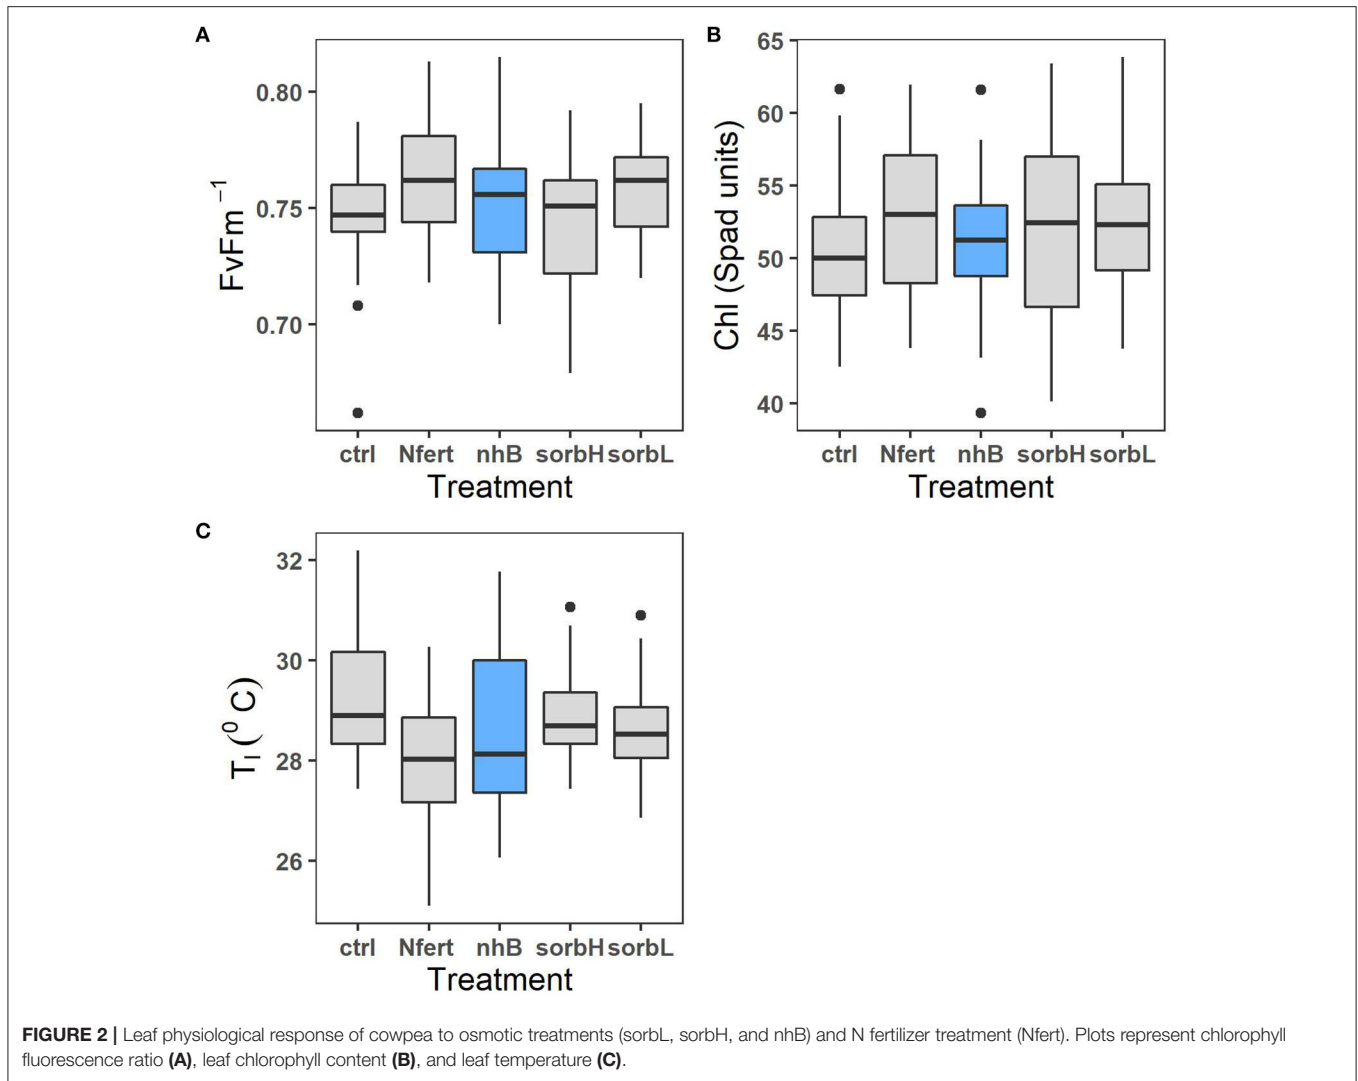 A
FvFm⁻¹
0.80
0.75
0.70
ctrl Nfert nhB sorbH sorbL
Treatment
B
Chl (Spad units)
65
60
55
50
45
40
ctrl Nfert nhB sorbH sorbL
Treatment
C
Tₗ (⁰ C)
32
30
28
26
ctrl Nfert nhB sorbH sorbL
Treatment
FIGURE 2 | Leaf physiological response of cowpea to osmotic treatments (sorbL, sorbH, and nhB) and N fertilizer treatment (Nfert). Plots represent chlorophyll
fluorescence ratio (A), leaf chlorophyll content (B), and leaf temperature (C).